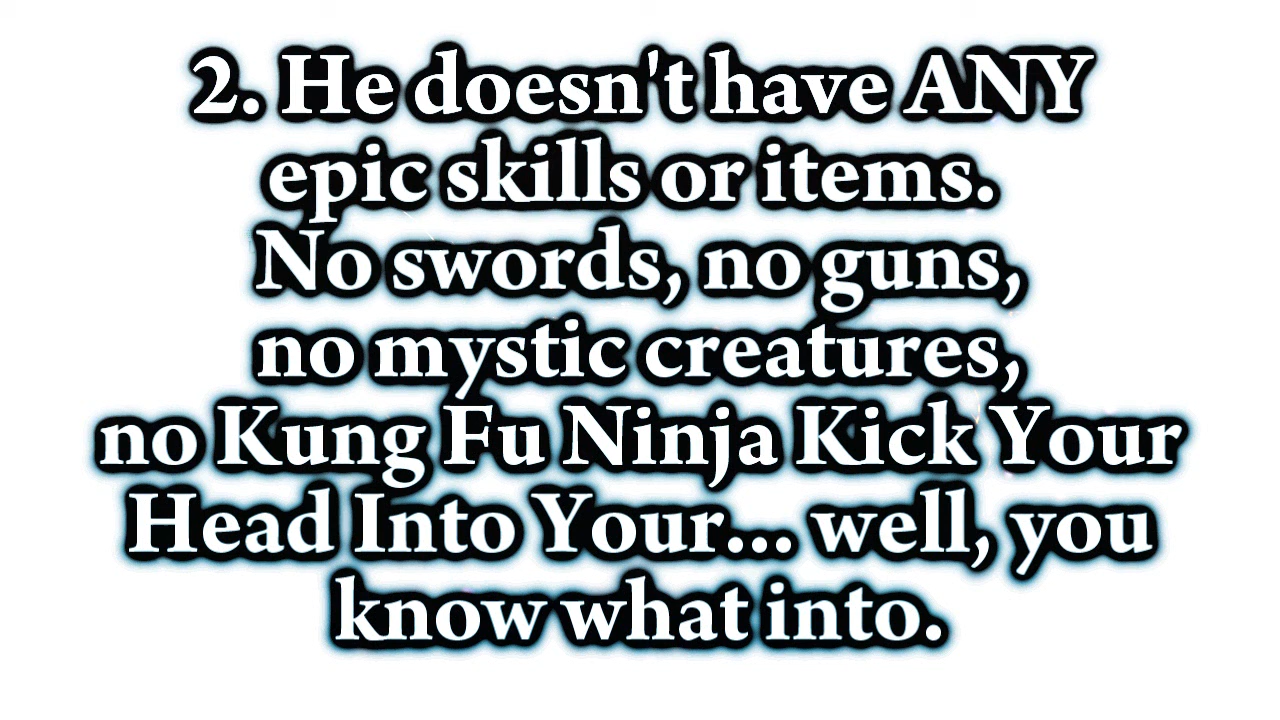 2. He doesn't have ANY
epic skills or items.
No swords, no guns,
no mystic creatures,
no Kung Fu Ninja Kick Your
Head Into Your... well, you
know what into.